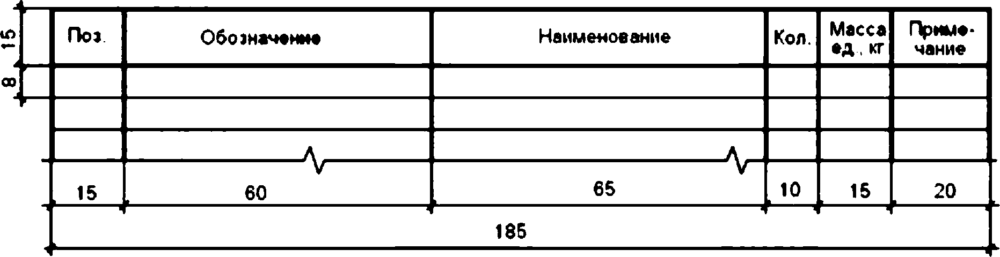 15
Поз.
Обозначение
Наименование
Кол.
Масса
ед., кг
Приме-
чание
8
15
60
65
10
15
20
185